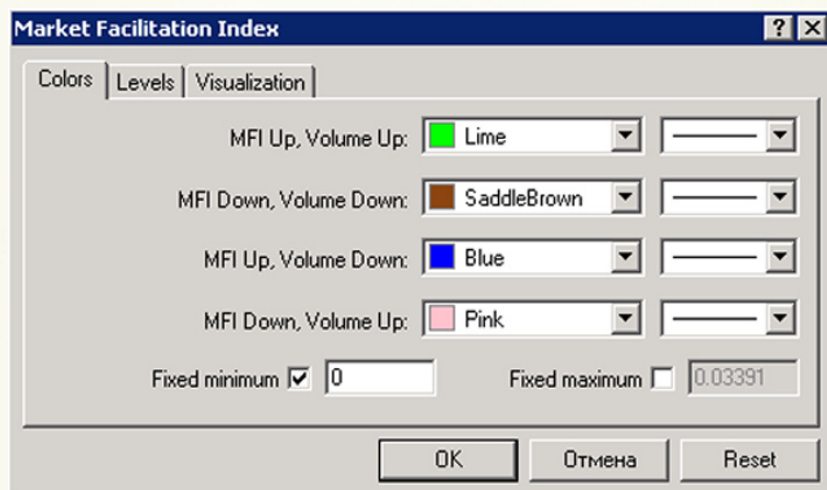 Market Facilitation Index
Colors Levels Visualization
MFI Up, Volume Up: Lime
MFI Down, Volume Down: SaddleBrown
MFI Up, Volume Down: Blue
MFI Down, Volume Up: Pink
Fixed minimum 0 Fixed maximum 0.03391
OK Отмена Reset